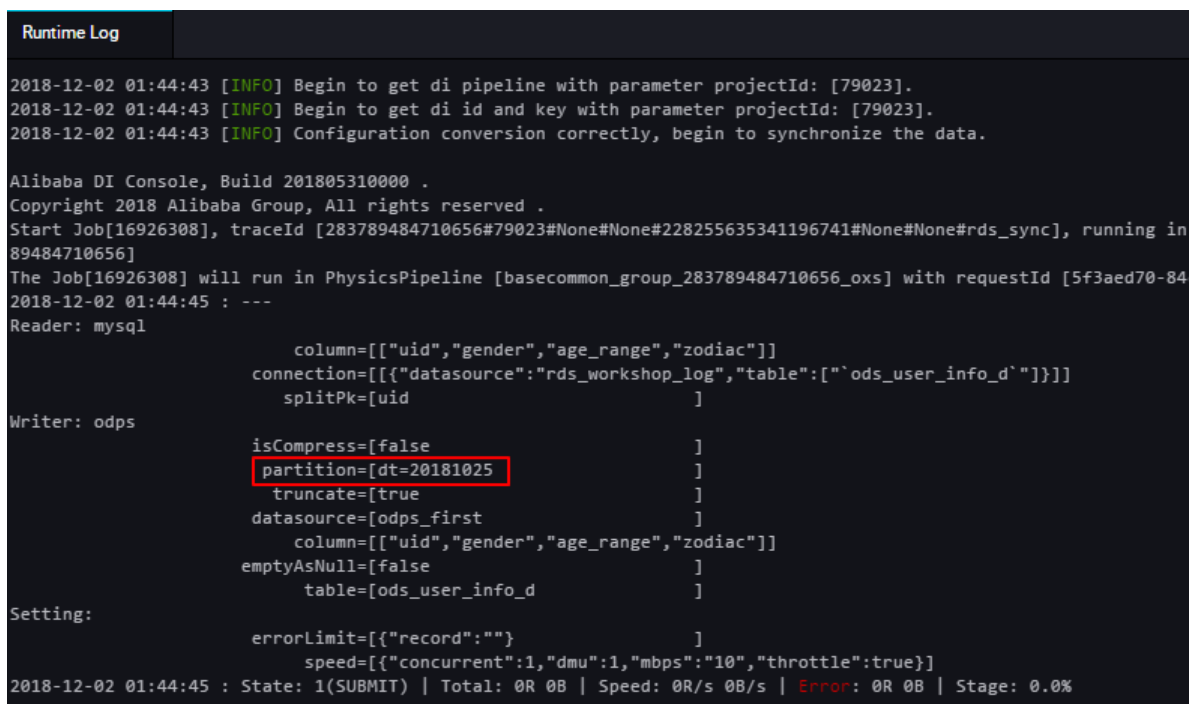 Runtime Log
2018-12-02 01:44:43 [INFO] Begin to get di pipeline with parameter projectId: [79023].
2018-12-02 01:44:43 [INFO] Begin to get di id and key with parameter projectId: [79023].
2018-12-02 01:44:43 [INFO] Configuration conversion correctly, begin to synchronize the data.
Alibaba DI Console, Build 201805310000 .
Copyright 2018 Alibaba Group, All rights reserved .
Start Job[16926308], traceId [283789484710656#79023#None#None#228255635341196741#None#None#rds_sync], running in
89484710656]
The Job[16926308] will run in PhysicsPipeline [basecommon_group_283789484710656_oxs] with requestId [5f3aed70-84
2018-12-02 01:44:45 : ---
Reader: mysql
column=[["uid","gender","age_range","zodiac"]]
connection=[[{"datasource":"rds_workshop_log","table":["`ods_user_info_d`"]}]]
splitPk=[uid ]
Writer: odps
isCompress=[false ]
partition=[dt=20181025 ]
truncate=[true ]
datasource=[odps_first ]
column=[["uid","gender","age_range","zodiac"]]
emptyAsNull=[false ]
table=[ods_user_info_d ]
Setting:
errorLimit=[{"record":""} ]
speed=[{"concurrent":1,"dmu":1,"mbps":"10","throttle":true}]
2018-12-02 01:44:45 : State: 1(SUBMIT) | Total: 0R 0B | Speed: 0R/s 0B/s | Error: 0R 0B | Stage: 0.0%